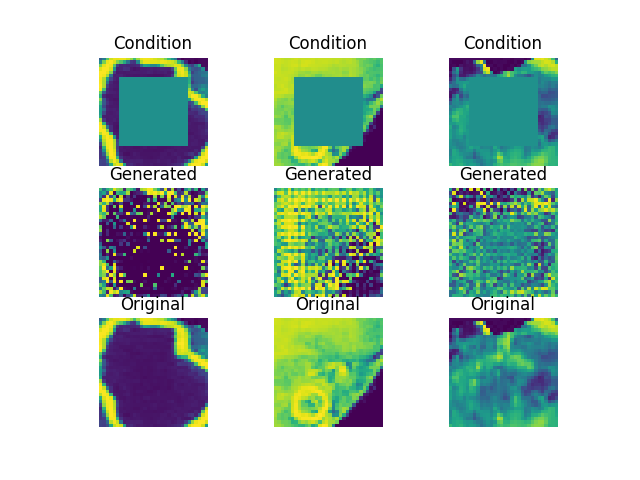 Condition Condition Condition
Generated Generated Generated
Original Original Original